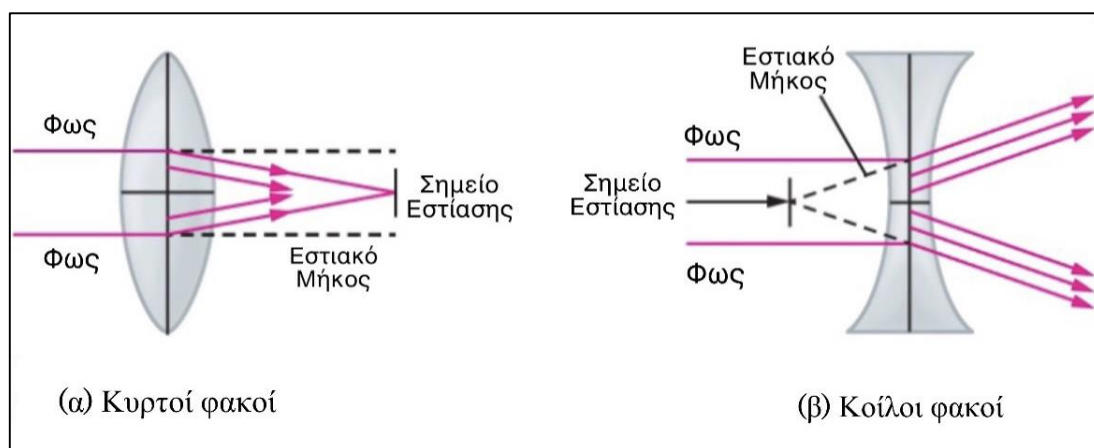 Φως
Φως
Σημείο
Εστίασης
Εστιακό
Μήκος
(α) Κυρτοί φακοί
Εστιακό
Μήκος
Φως
Σημείο
Εστίασης
Φως
(β) Κοίλοι φακοί